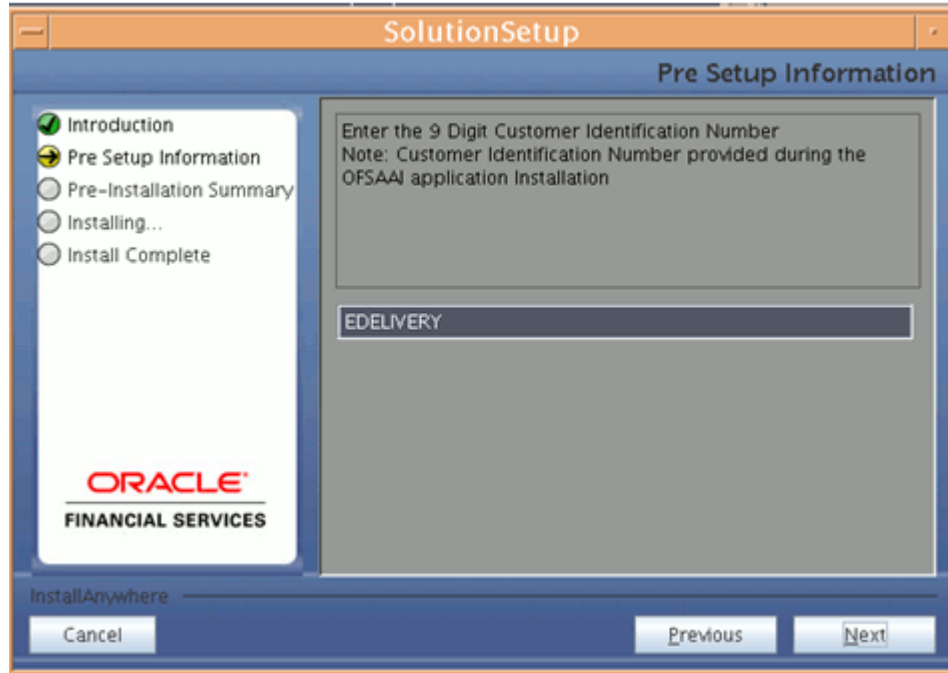 SolutionSetup
Pre Setup Information
Introduction
Pre Setup Information
Pre-Installation Summary
Installing...
Install Complete
Enter the 9 Digit Customer Identification Number
Note: Customer Identification Number provided during the
OFSAAI application Installation
EDELIVERY
ORACLE
FINANCIAL SERVICES
InstallAnywhere
Cancel
Previous
Next